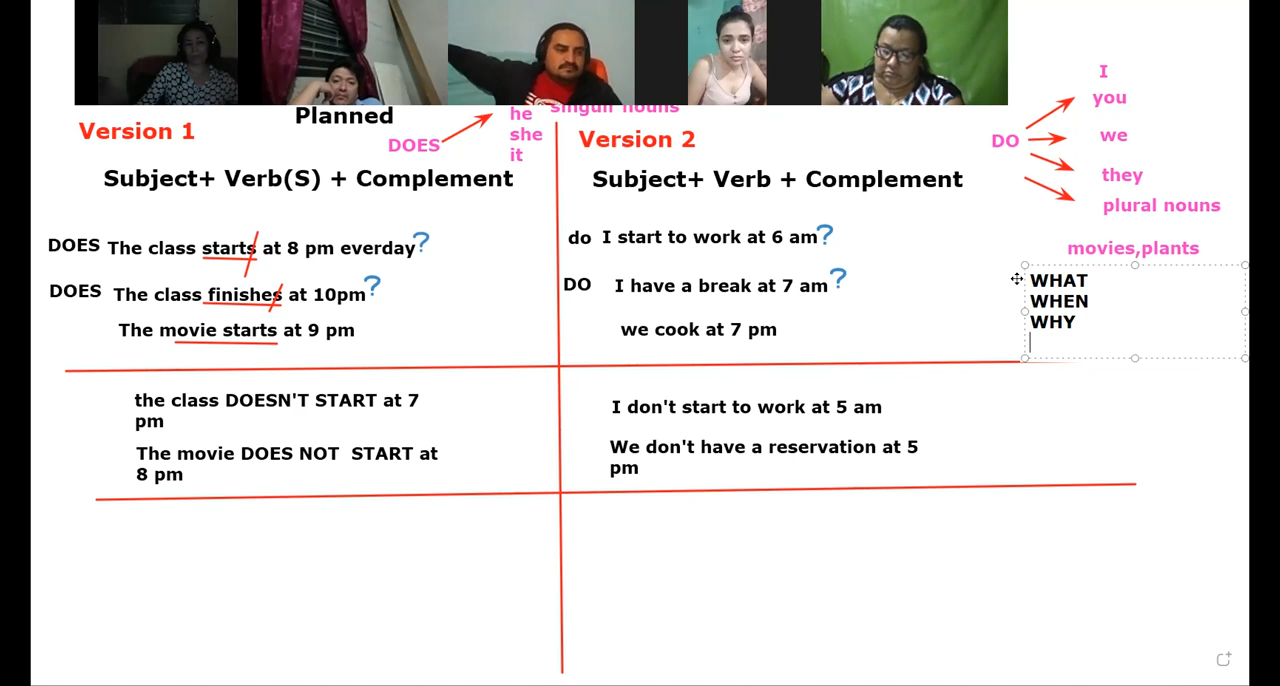 Planned
Version 1
DOES
he
she
it
singulr nouns
Version 2
DO
I
you
we
they
plural nouns
movies,plants
Subject+ Verb(S) + Complement
Subject+ Verb + Complement
DOES The class starts at 8 pm everday?
DOES The class finishes at 10pm?
The movie starts at 9 pm
do I start to work at 6 am?
DO I have a break at 7 am?
we cook at 7 pm
WHAT
WHEN
WHY
the class DOESN'T START at 7
pm
The movie DOES NOT START at
8 pm
I don't start to work at 5 am
We don't have a reservation at 5
pm